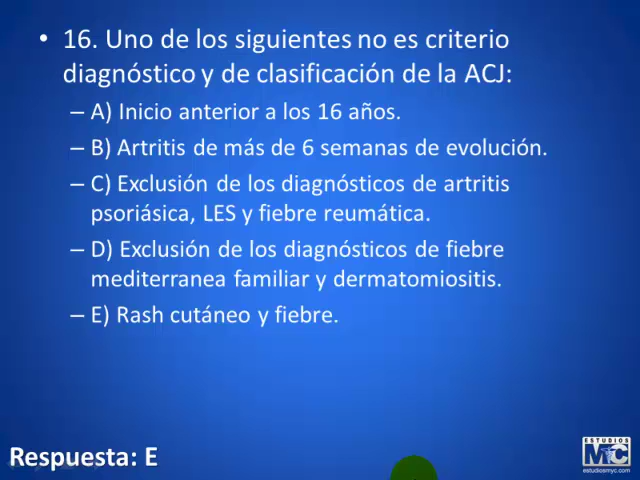 • 16. Uno de los siguientes no es criterio
diagnóstico y de clasificación de la ACJ:
– A) Inicio anterior a los 16 años.
– B) Artritis de más de 6 semanas de evolución.
– C) Exclusión de los diagnósticos de artritis
psoriásica, LES y fiebre reumática.
– D) Exclusión de los diagnósticos de fiebre
mediterranea familiar y dermatomiositis.
– E) Rash cutáneo y fiebre.
Respuesta: E
ESTUDIOS
MyC
estudiosmyc.com